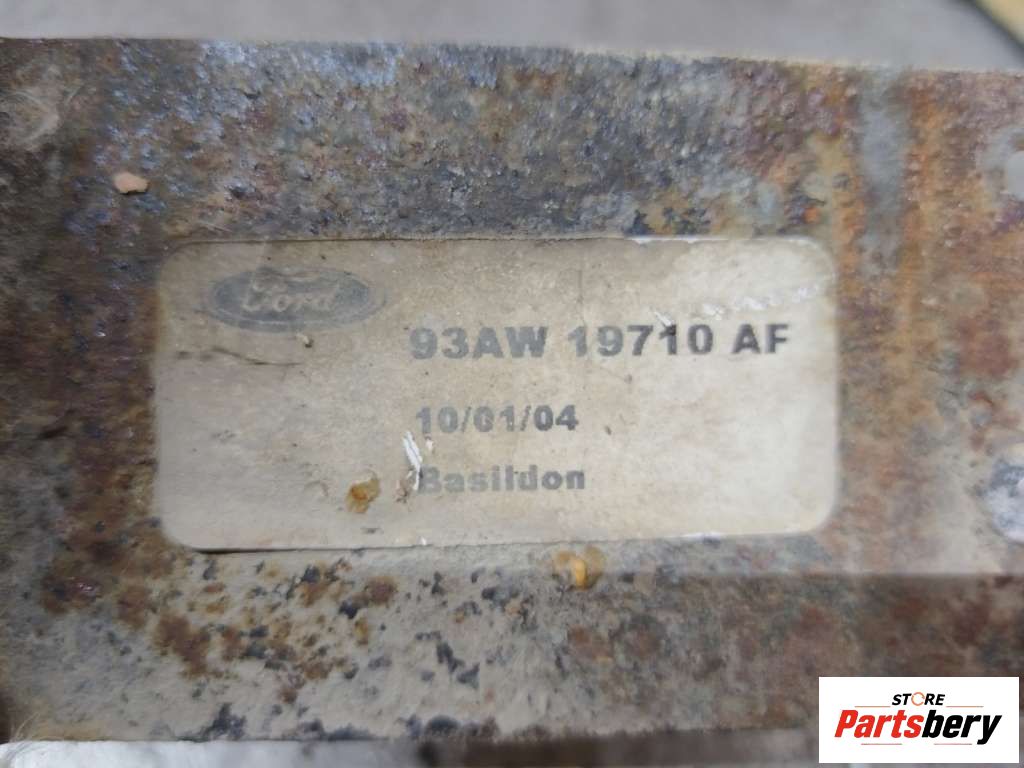 Ford
93AW 19710 AF
10/01/04
Basildon
STORE
Partsbery